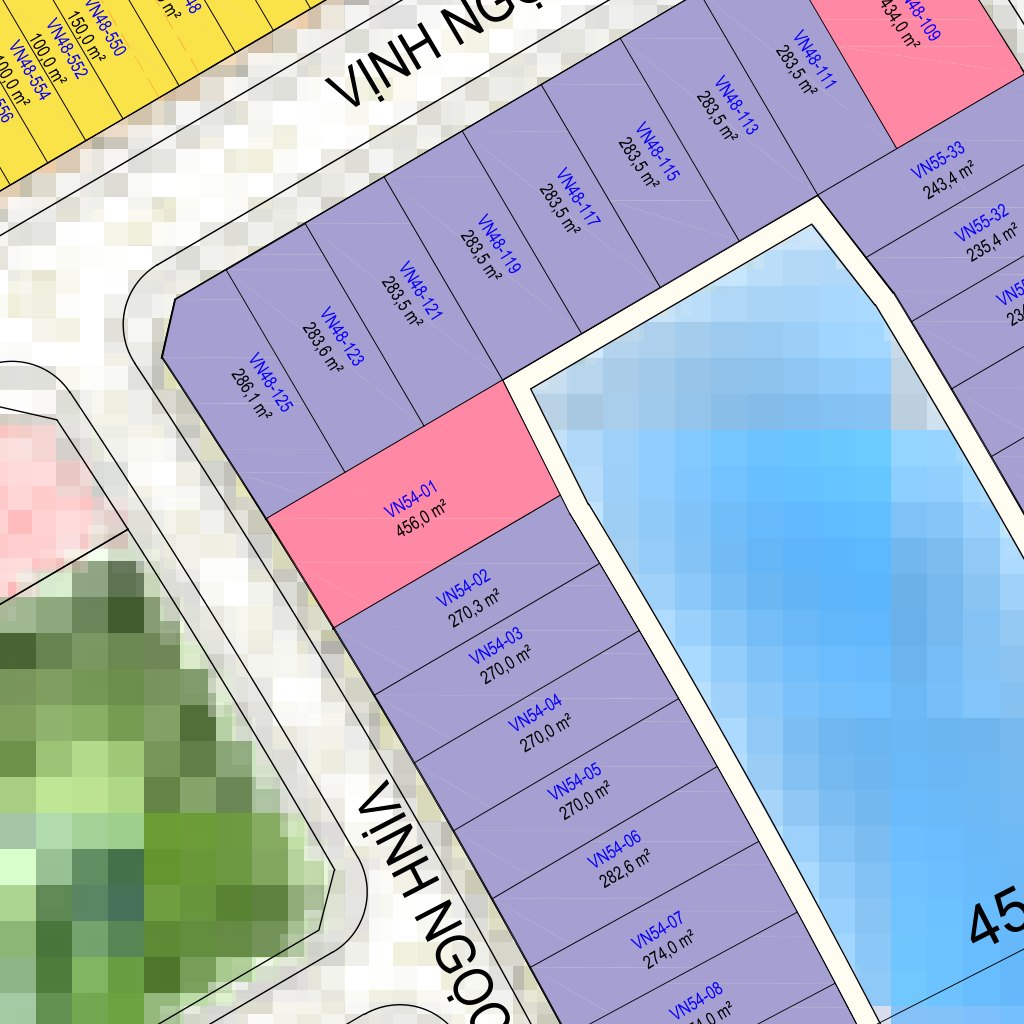 VN48-550
150,0 m²
VN48-552
100,0 m²
VN48-554
VỊNH
VN48-111
283,5 m²
VN48-113
283,5 m²
VN48-115
283,5 m²
VN48-117
283,5 m²
VN48-119
283,5 m²
VN48-121
283,5 m²
VN48-123
283,6 m²
VN48-125
286,1 m²
VN55-33
243,4 m²
VN55-32
235,4 m²
VN54-01
456,0 m²
VN54-02
270,3 m²
VN54-03
270,0 m²
VN54-04
270,0 m²
VN54-05
270,0 m²
VN54-06
282,6 m²
VN54-07
274,0 m²
VN54-08
VỊNH NGỌC
45